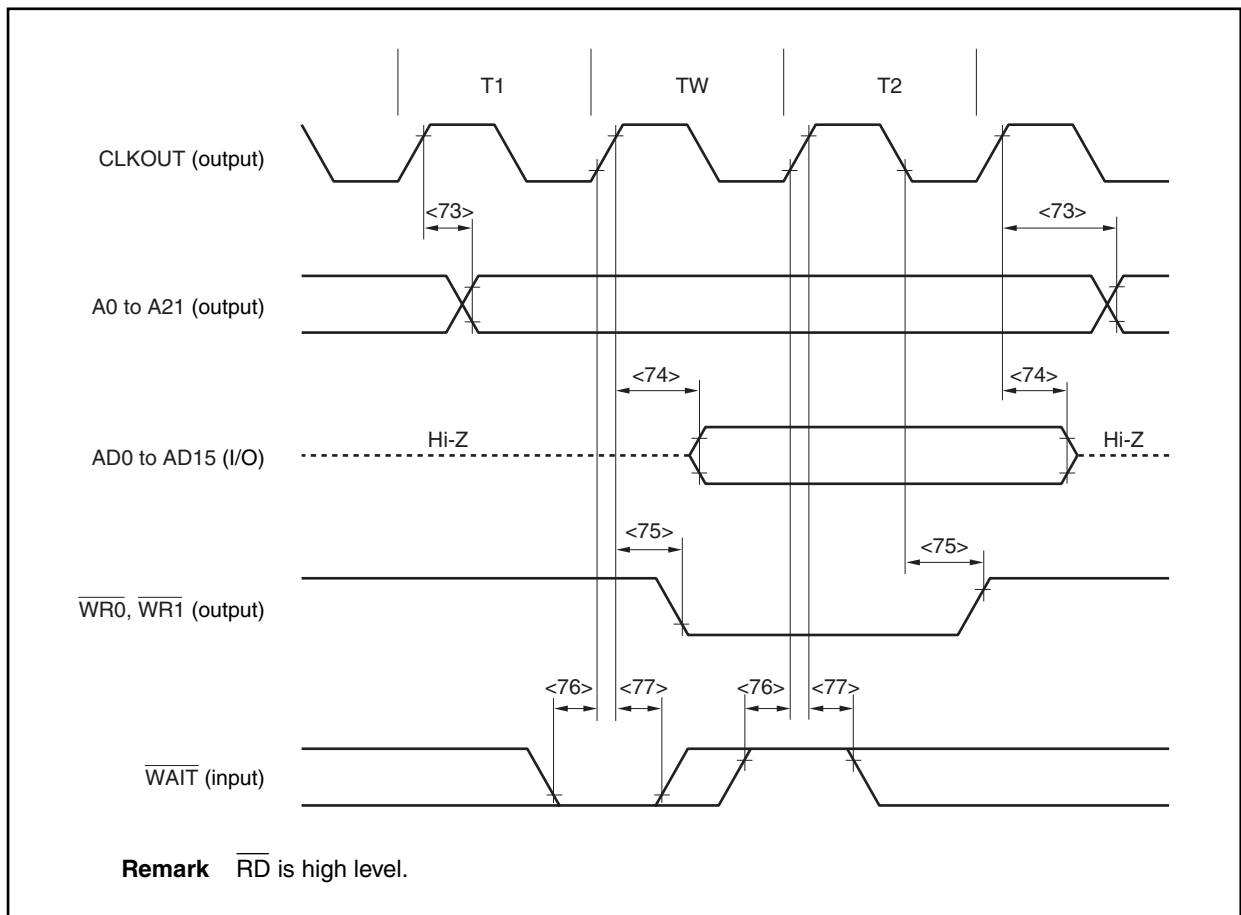 T1 TW T2
CLKOUT (output)
<73> <73>
A0 to A21 (output)
<74> <74>
Hi-Z Hi-Z
AD0 to AD15 (I/O)
<75> <75>
WR0, WR1 (output)
<76> <77> <76> <77>
WAIT (input)
Remark RD is high level.